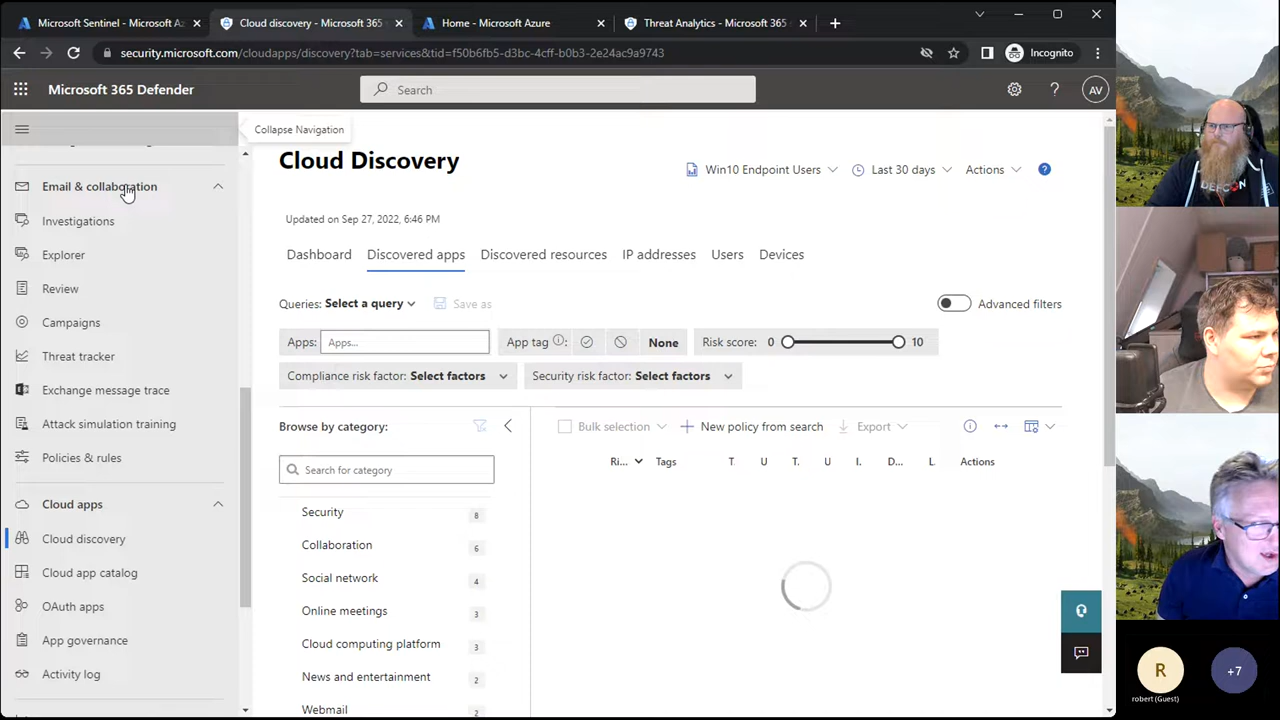 Microsoft Sentinel - Microsoft Az
Cloud discovery - Microsoft 365
Home - Microsoft Azure
Threat Analytics - Microsoft 365
security.microsoft.com/cloudapps/discovery?tab=services&tid=f50b6fb5-d3bc-4cff-b0b3-2e24ac9a9743
Incognito
Microsoft 365 Defender
Search
AV
Collapse Navigation
Email & collaboration
Investigations
Explorer
Review
Campaigns
Threat tracker
Exchange message trace
Attack simulation training
Policies & rules
Cloud apps
Cloud discovery
Cloud app catalog
OAuth apps
App governance
Activity log
Cloud Discovery
Win10 Endpoint Users
Last 30 days
Actions
Updated on Sep 27, 2022, 6:46 PM
Dashboard
Discovered apps
Discovered resources
IP addresses
Users
Devices
Queries: Select a query
Save as
Advanced filters
Apps: Apps...
App tag
None
Risk score: 0 10
Compliance risk factor: Select factors
Security risk factor: Select factors
Browse by category:
Search for category
Security 8
Collaboration 6
Social network 4
Online meetings 3
Cloud computing platform 3
News and entertainment 2
Webmail 2
Bulk selection
New policy from search
Export
Ri... Tags T. U T. U I. D... L. Actions
DEFCON
R
robert (Guest)
+7